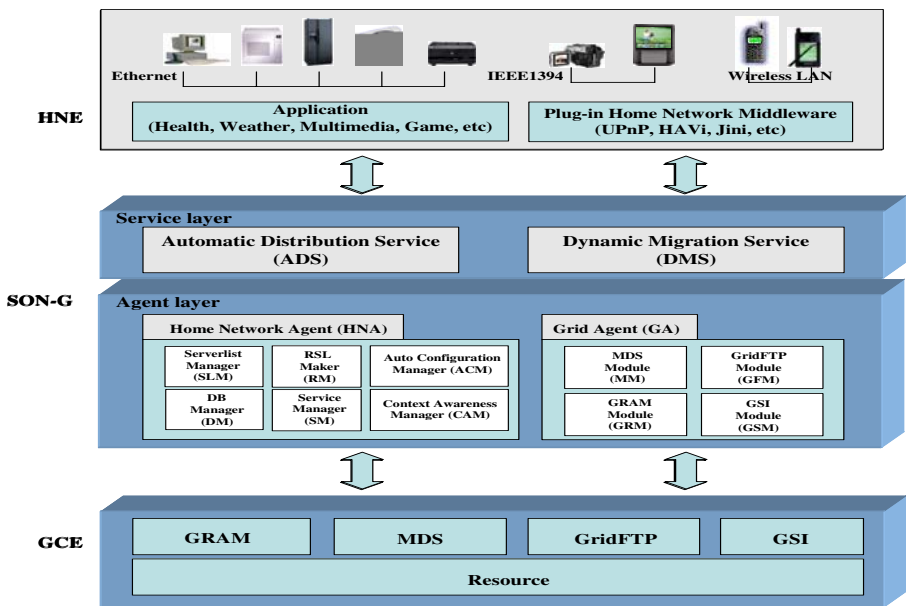 Ethernet
IEEE1394
Wireless LAN
HNE
Application
(Health, Weather, Multimedia, Game, etc)
Plug-in Home Network Middleware
(UPnP, HAVi, Jini, etc)
Service layer
Automatic Distribution Service
(ADS)
Dynamic Migration Service
(DMS)
SON-G
Agent layer
Home Network Agent (HNA)
Serverlist
Manager
(SLM)
RSL
Maker
(RM)
Auto Configuration
Manager (ACM)
DB
Manager
(DM)
Service
Manager
(SM)
Context Awareness
Manager (CAM)
Grid Agent (GA)
MDS
Module
(MM)
GridFTP
Module
(GFM)
GRAM
Module
(GRM)
GSI
Module
(GSM)
GCE
GRAM
MDS
GridFTP
GSI
Resource